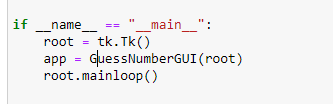 if __name__ == "__main__":
    root = tk.Tk()
    app = GuessNumberGUI(root)
    root.mainloop()